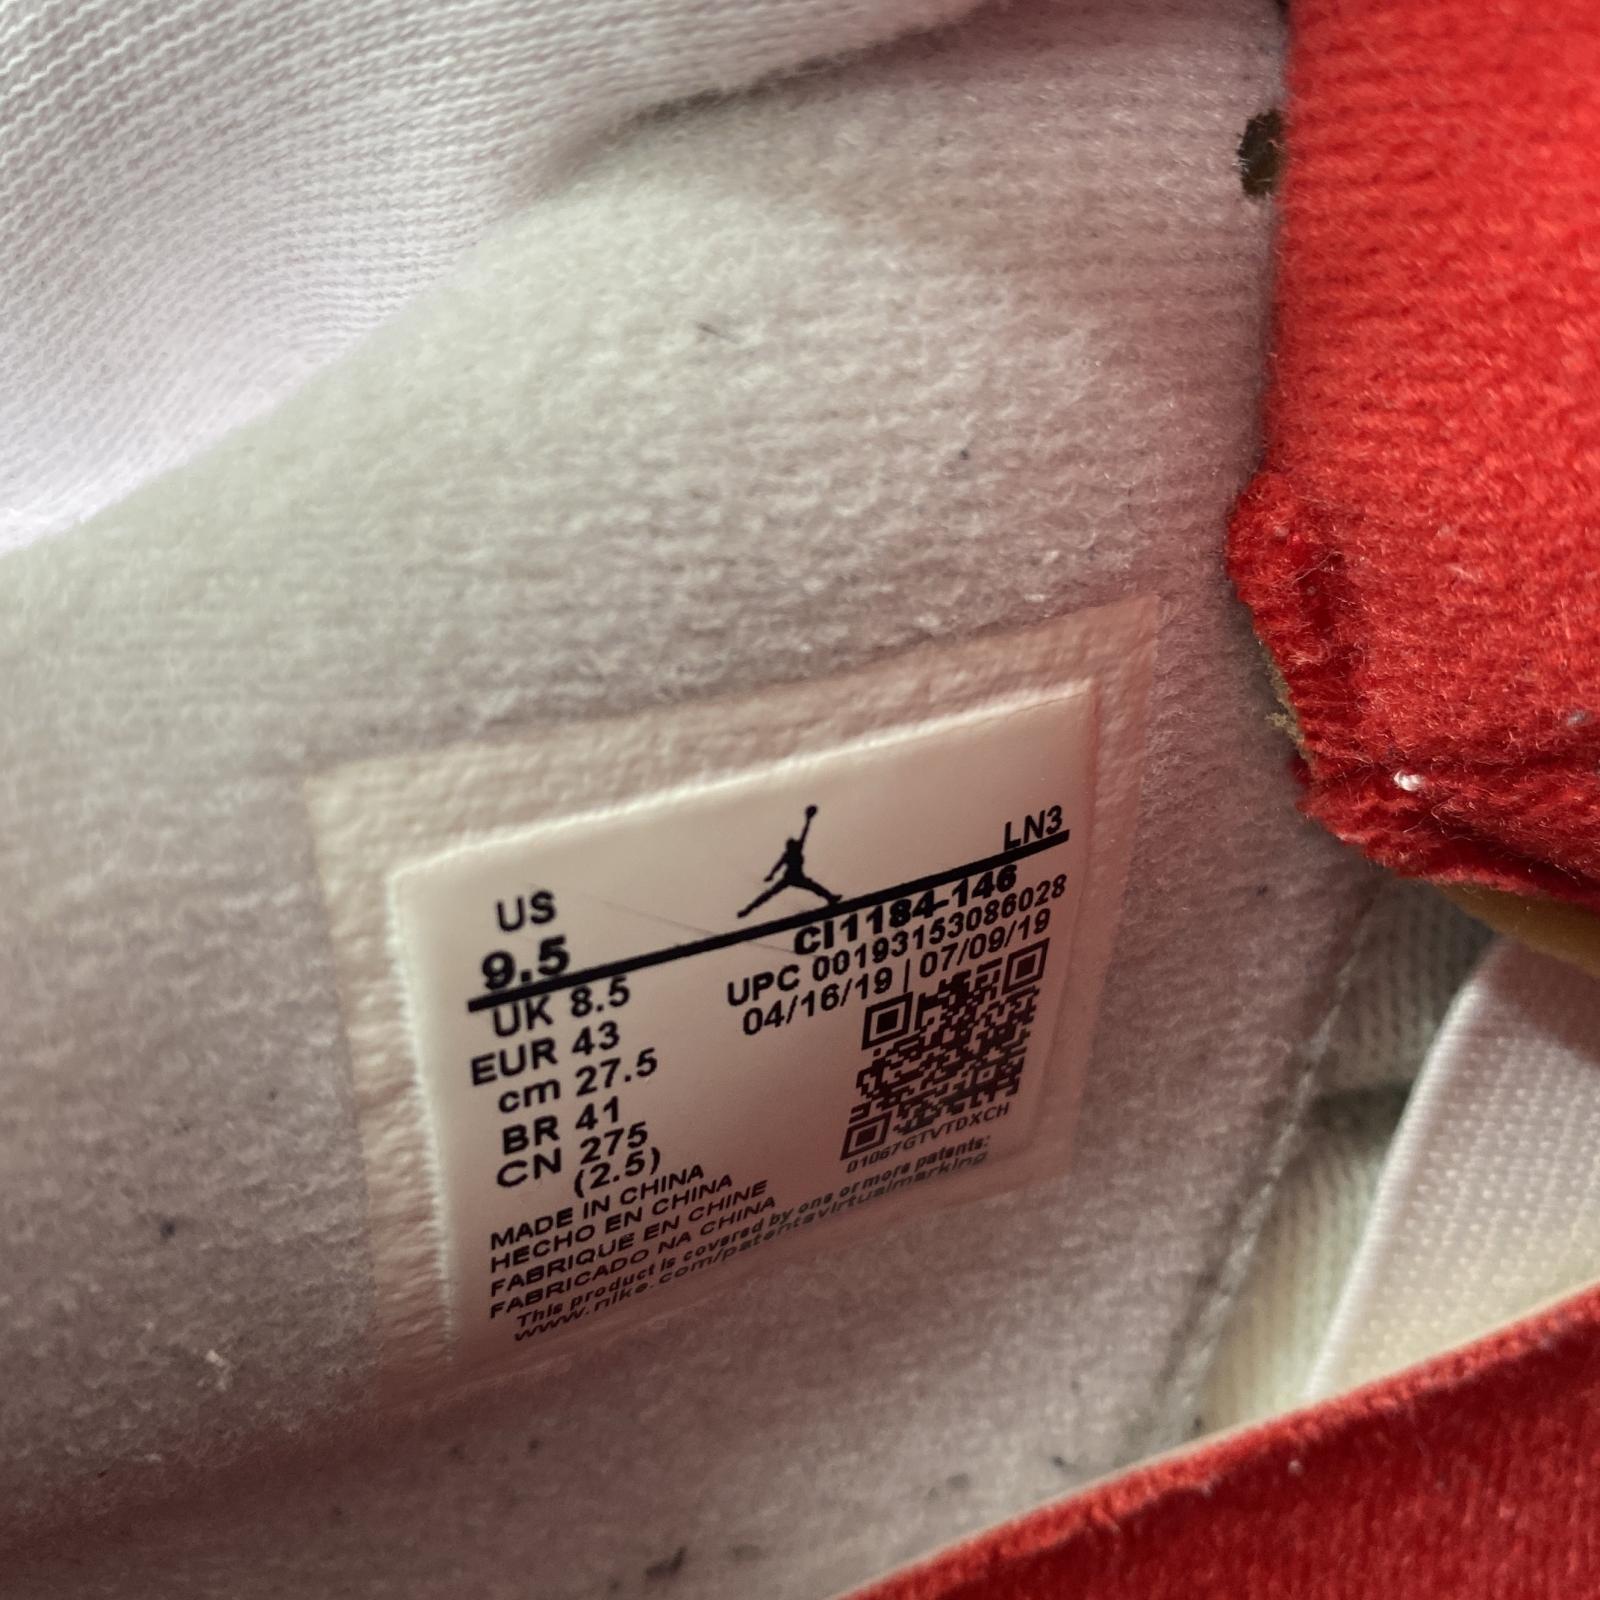 LN3
US
9.5
CI1184-146
UPC 00193153086028
04/16/19 | 07/09/19
UK 8.5
EUR 43
cm 27.5
BR 41
CN 275
(2.5)
01067GTVTDXCH
MADE IN CHINA
HECHO EN CHINA
FABRIQUE EN CHINE
FABRICADO NA CHINA
This product is covered by one or more patents:
www.nike.com/patentsvirtualmarking